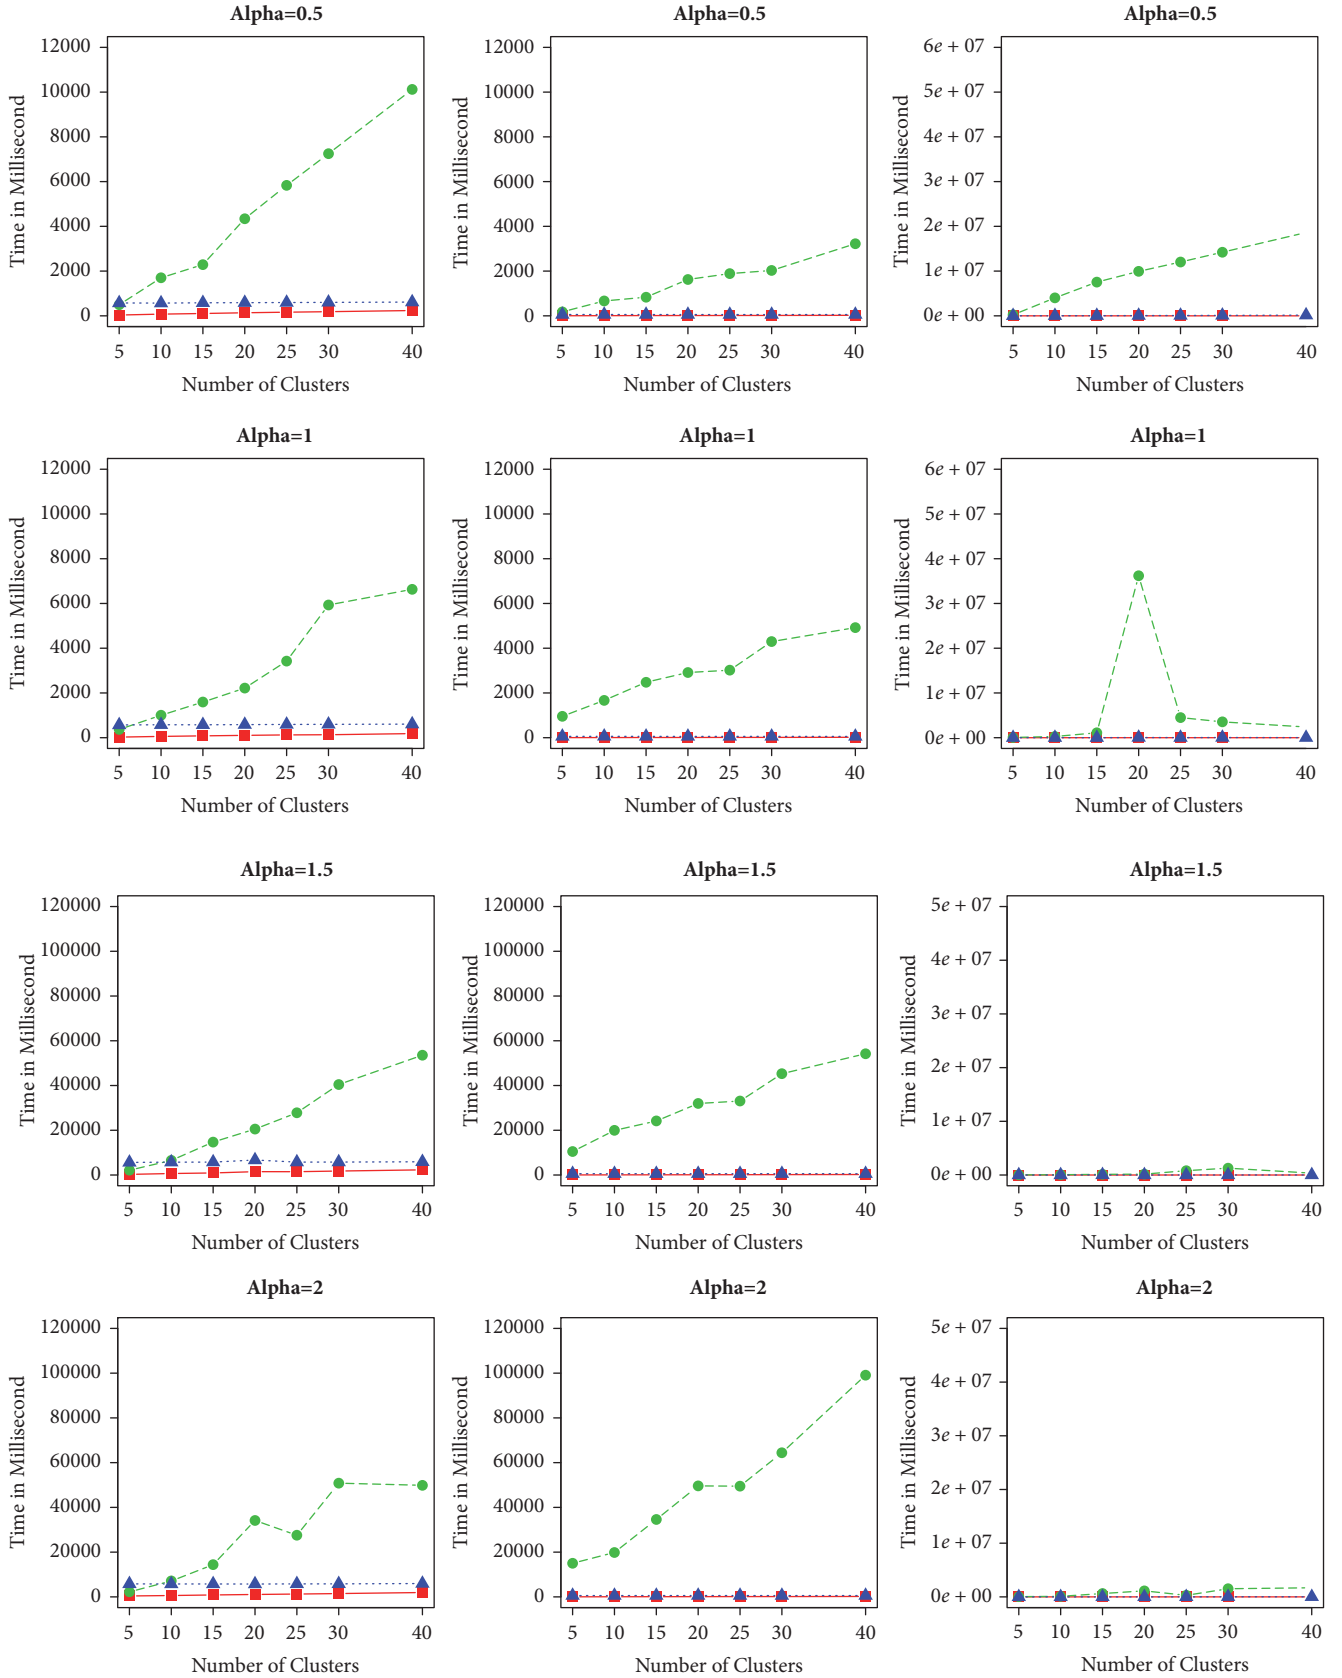 Alpha=0.5
12000
10000
8000
6000
4000
2000
0
Time in Millisecond
5 10 15 20 25 30 40
Number of Clusters
Alpha=0.5
12000
10000
8000
6000
4000
2000
0
Time in Millisecond
5 10 15 20 25 30 40
Number of Clusters
Alpha=0.5
6e + 07
5e + 07
4e + 07
3e + 07
2e + 07
1e + 07
0e + 00
Time in Millisecond
5 10 15 20 25 30 40
Number of Clusters
Alpha=1
12000
10000
8000
6000
4000
2000
0
Time in Millisecond
5 10 15 20 25 30 40
Number of Clusters
Alpha=1
12000
10000
8000
6000
4000
2000
0
Time in Millisecond
5 10 15 20 25 30 40
Number of Clusters
Alpha=1
6e + 07
5e + 07
4e + 07
3e + 07
2e + 07
1e + 07
0e + 00
Time in Millisecond
5 10 15 20 25 30 40
Number of Clusters
Alpha=1.5
120000
100000
80000
60000
40000
20000
0
Time in Millisecond
5 10 15 20 25 30 40
Number of Clusters
Alpha=1.5
120000
100000
80000
60000
40000
20000
0
Time in Millisecond
5 10 15 20 25 30 40
Number of Clusters
Alpha=1.5
5e + 07
4e + 07
3e + 07
2e + 07
1e + 07
0e + 00
Time in Millisecond
5 10 15 20 25 30 40
Number of Clusters
Alpha=2
120000
100000
80000
60000
40000
20000
0
Time in Millisecond
5 10 15 20 25 30 40
Number of Clusters
Alpha=2
120000
100000
80000
60000
40000
20000
0
Time in Millisecond
5 10 15 20 25 30 40
Number of Clusters
Alpha=2
5e + 07
4e + 07
3e + 07
2e + 07
1e + 07
0e + 00
Time in Millisecond
5 10 15 20 25 30 40
Number of Clusters